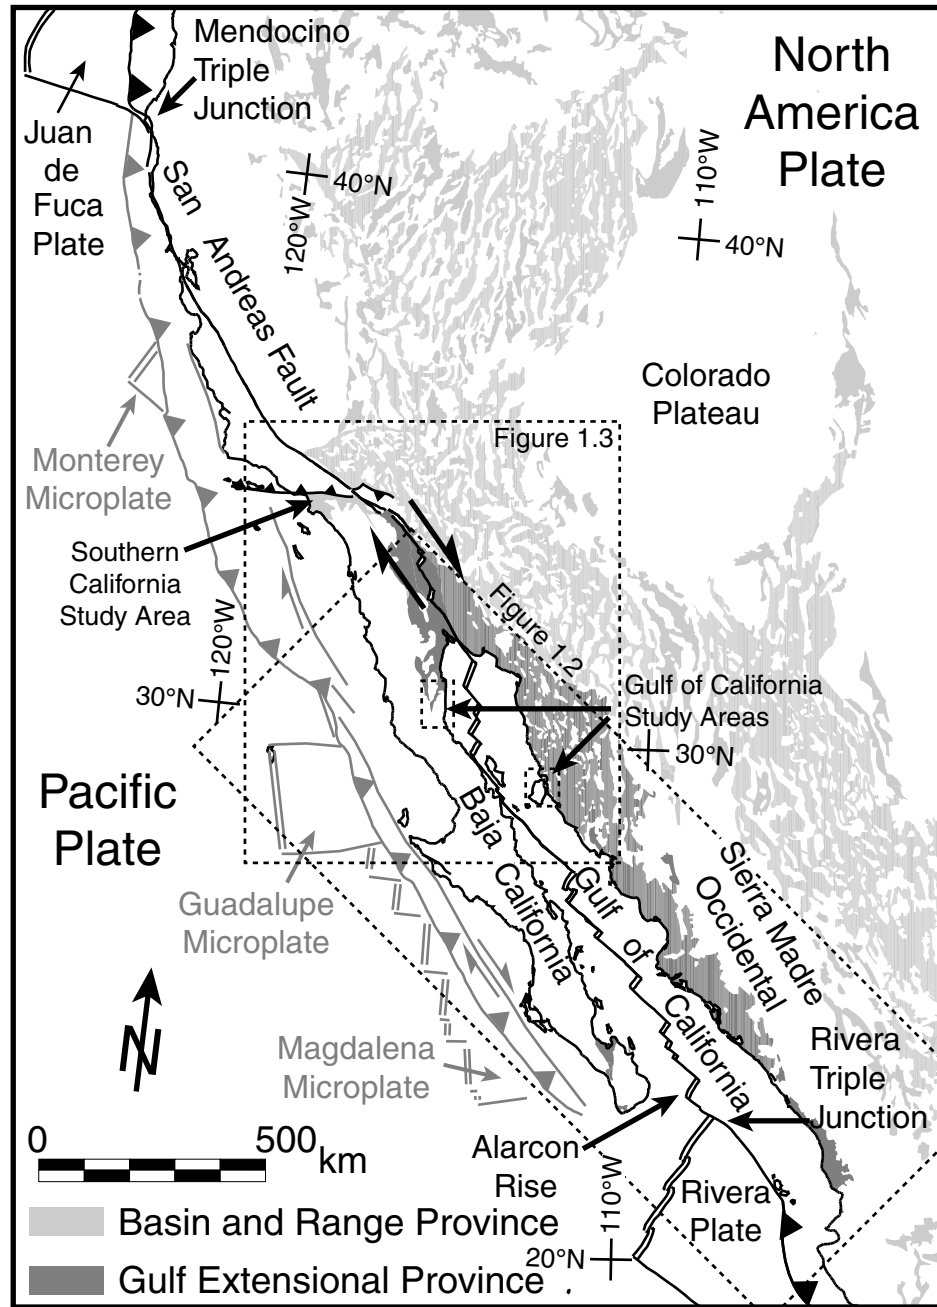 Mendocino
Triple
Junction
North
America
Plate
Juan
de
Fuca
Plate
San Andreas Fault
40°N
120°W
110°W
40°N
Colorado
Plateau
Figure 1.3
Monterey
Microplate
Southern
California
Study Area
Figure 1.2
120°W
30°N
Gulf of California
Study Areas
30°N
Pacific
Plate
Baja
California
Gulf of California
Sierra Madre
Occidental
Guadalupe
Microplate
N
Magdalena
Microplate
Rivera
Triple
Junction
Alarcon
Rise
Rivera
Plate
110°W
20°N
0 500 km
Basin and Range Province
Gulf Extensional Province